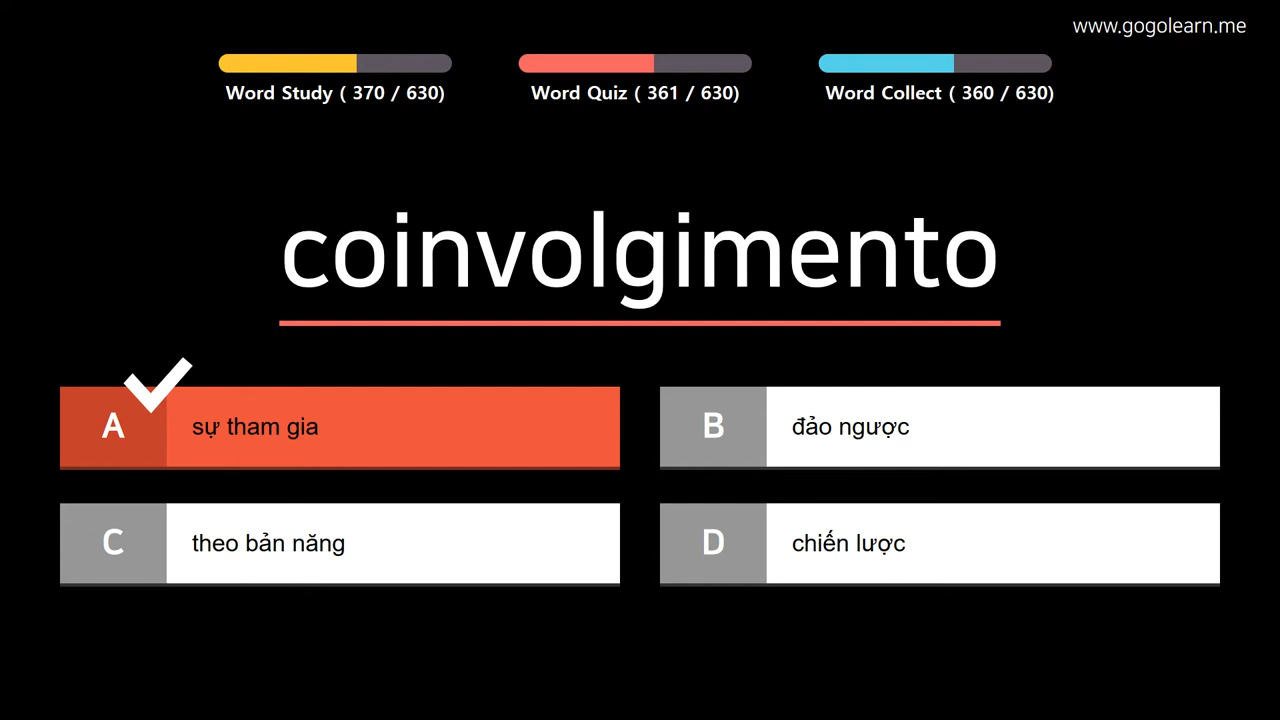 www.gogolearn.me
Word Study ( 370 / 630)
Word Quiz ( 361 / 630)
Word Collect ( 360 / 630)
coinvolgimento
A sự tham gia
B đảo ngược
C theo bản năng
D chiến lược